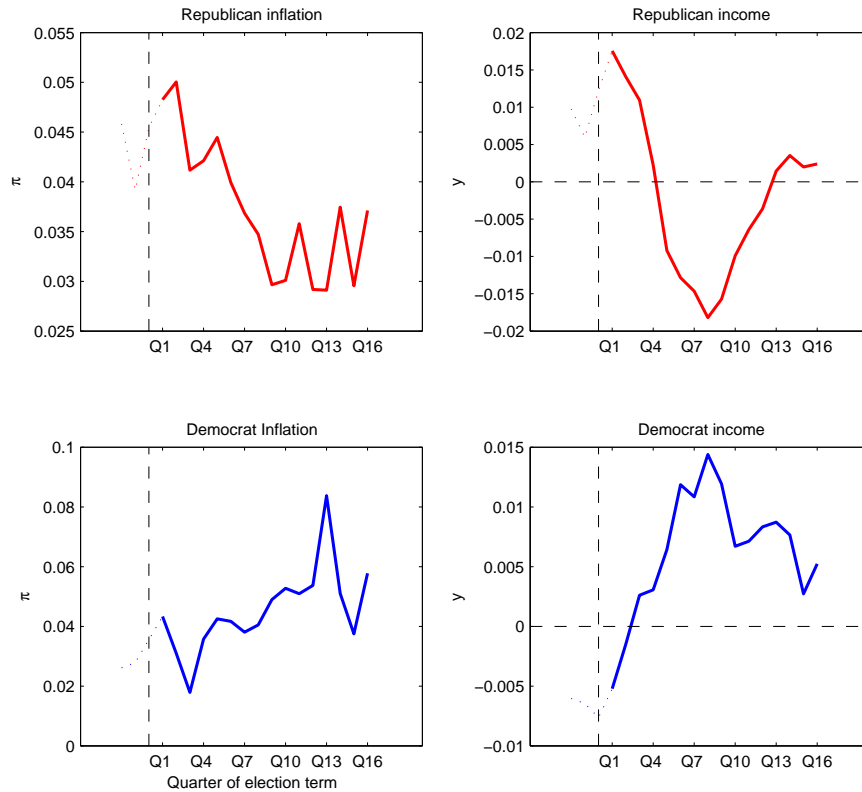 Republican inflation
0.055
0.05
0.045
0.04
0.035
0.03
0.025
π
Q1 Q4 Q7 Q10 Q13 Q16
Republican income
0.02
0.015
0.01
0.005
0
−0.005
−0.01
−0.015
−0.02
y
Q1 Q4 Q7 Q10 Q13 Q16
Democrat Inflation
0.1
0.08
0.06
0.04
0.02
0
π
Q1 Q4 Q7 Q10 Q13 Q16
Quarter of election term
Democrat income
0.015
0.01
0.005
0
−0.005
−0.01
y
Q1 Q4 Q7 Q10 Q13 Q16